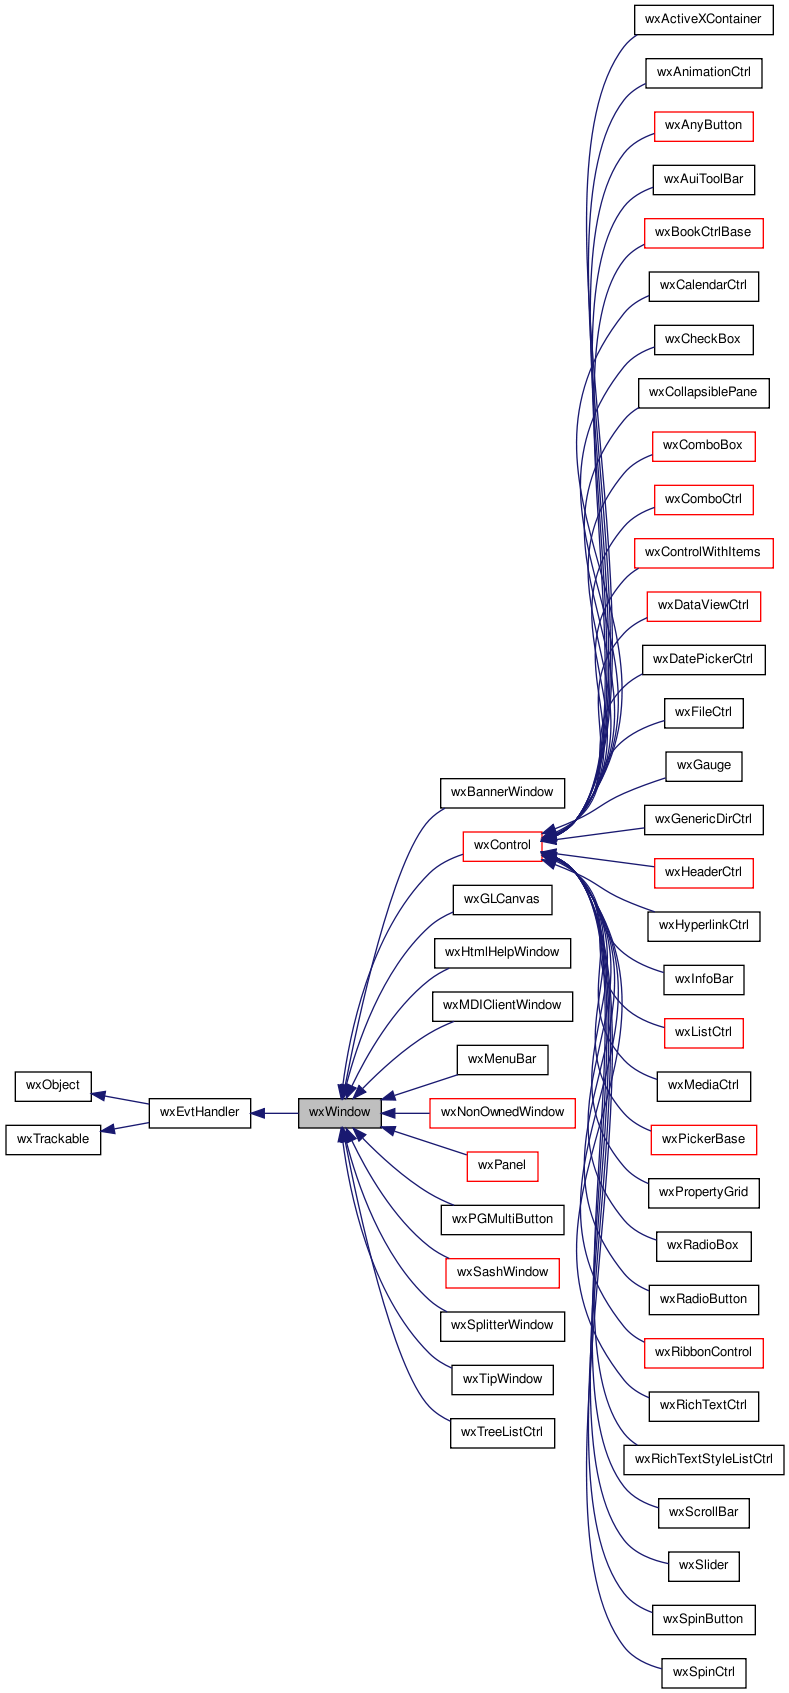 wxObject
wxTrackable
wxEvtHandler
wxWindow
wxBannerWindow
wxControl
wxGLCanvas
wxHtmlHelpWindow
wxMDIClientWindow
wxMenuBar
wxNonOwnedWindow
wxPanel
wxPGMultiButton
wxSashWindow
wxSplitterWindow
wxTipWindow
wxTreeListCtrl
wxActiveXContainer
wxAnimationCtrl
wxAnyButton
wxAuiToolBar
wxBookCtrlBase
wxCalendarCtrl
wxCheckBox
wxCollapsiblePane
wxComboBox
wxComboCtrl
wxControlWithItems
wxDataViewCtrl
wxDatePickerCtrl
wxFileCtrl
wxGauge
wxGenericDirCtrl
wxHeaderCtrl
wxHyperlinkCtrl
wxInfoBar
wxListCtrl
wxMediaCtrl
wxPickerBase
wxPropertyGrid
wxRadioBox
wxRadioButton
wxRibbonControl
wxRichTextCtrl
wxRichTextStyleListCtrl
wxScrollBar
wxSlider
wxSpinButton
wxSpinCtrl